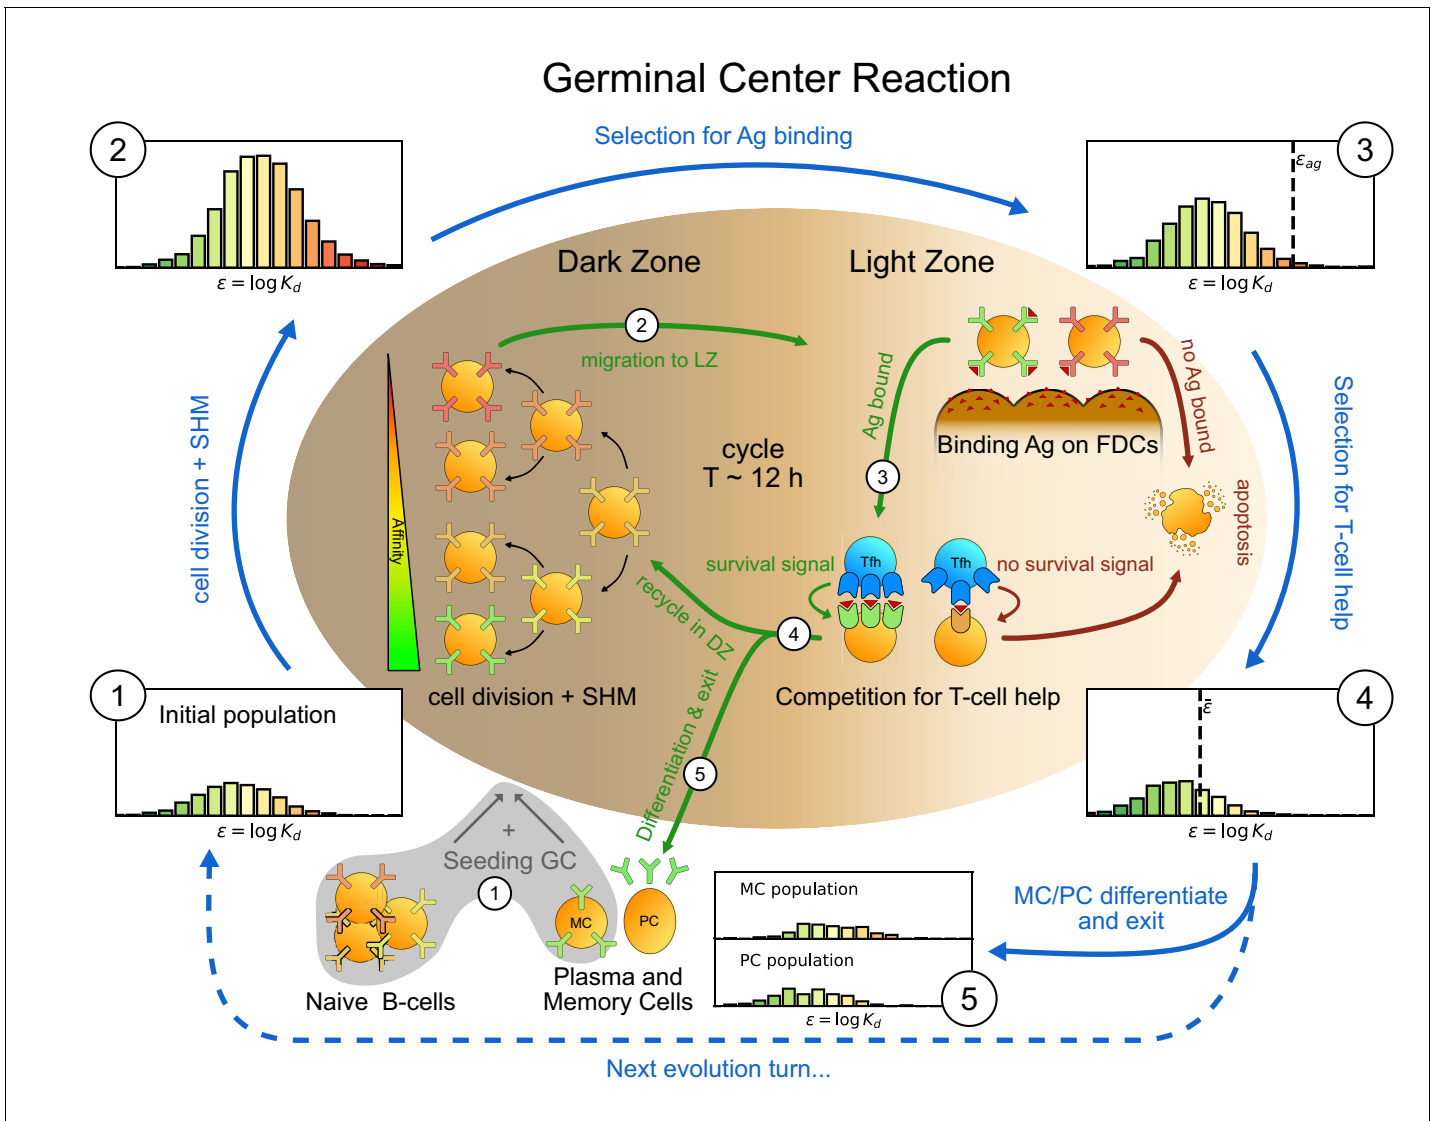 Germinal Center Reaction
Selection for Ag binding
2
ε = log K_d
3
ε_ag
ε = log K_d
Dark Zone
Light Zone
2
migration to LZ
Affinity
cycle
T ~ 12 h
Ag bound
no Ag bound
Binding Ag on FDCs
3
apoptosis
cell division + SHM
Selection for T-cell help
Tfh
Tfh
survival signal
no survival signal
recycle in DZ
4
cell division + SHM
Competition for T-cell help
Differentiation & exit
5
1
Initial population
ε = log K_d
4
ε̄
ε = log K_d
+
Seeding GC
1
MC
PC
Naive B-cells
Plasma and
Memory Cells
MC population
PC population
5
ε = log K_d
MC/PC differentiate
and exit
Next evolution turn...